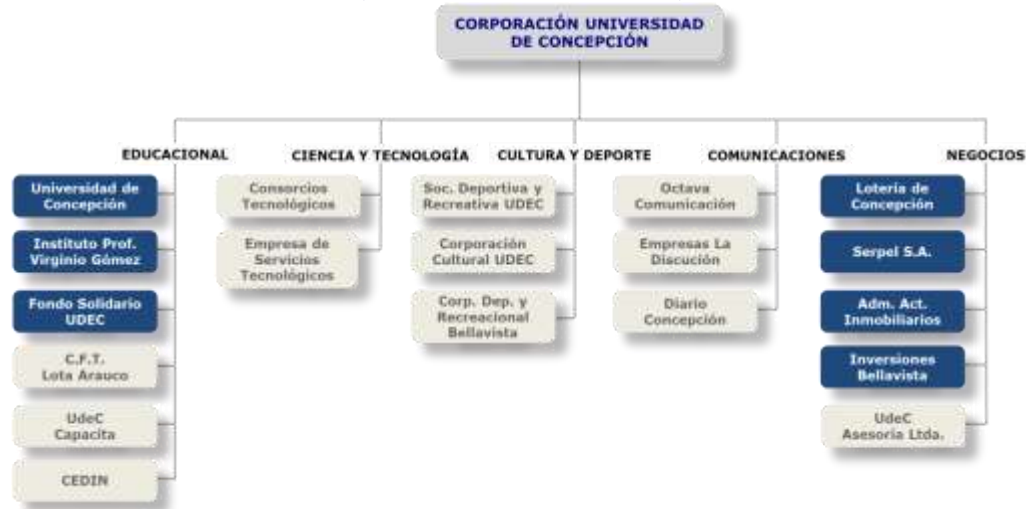 CORPORACIÓN UNIVERSIDAD
DE CONCEPCIÓN
EDUCACIONAL
Universidad de
Concepción
Instituto Prof.
Virginio Gómez
Fondo Solidario
UDEC
C.F.T.
Lota Arauco
UdeC
Capacita
CEDIN
CIENCIA Y TECNOLOGÍA
Consorcios
Tecnológicos
Empresa de
Servicios
Tecnológicos
CULTURA Y DEPORTE
Soc. Deportiva y
Recreativa UDEC
Corporación
Cultural UDEC
Corp. Dep. y
Recreacional
Bellavista
COMUNICACIONES
Octava
Comunicación
Empresas La
Discución
Diario
Concepción
NEGOCIOS
Lotería de
Concepción
Serpel S.A.
Adm. Act.
Inmobiliarios
Inversiones
Bellavista
UdeC
Asesoria Ltda.